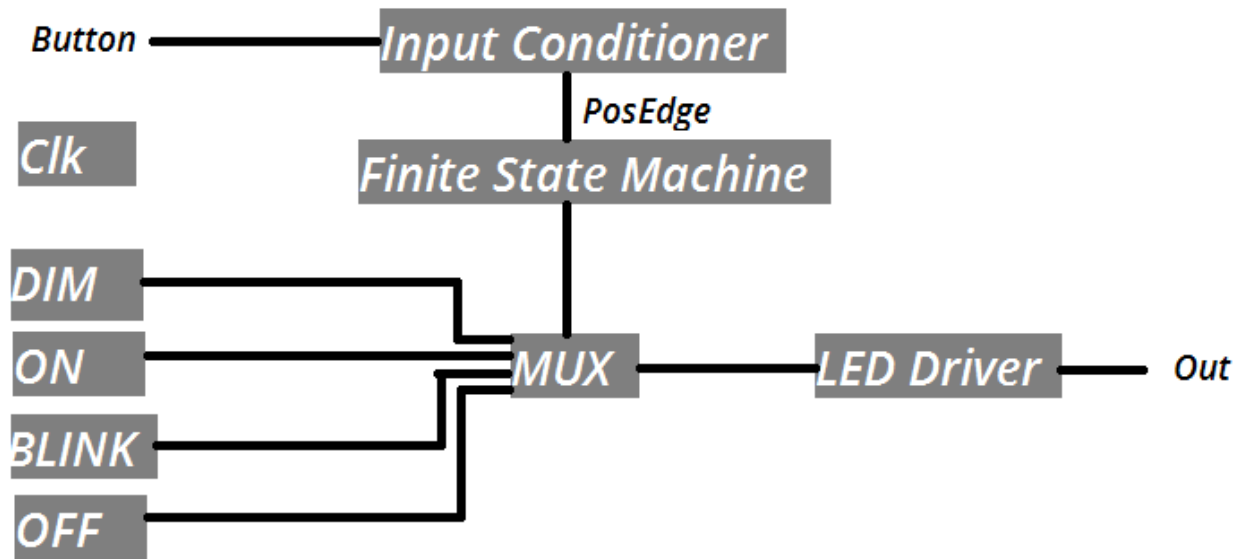 Button
Input Conditioner
PosEdge
Clk
Finite State Machine
DIM
ON
MUX
LED Driver
Out
BLINK
OFF